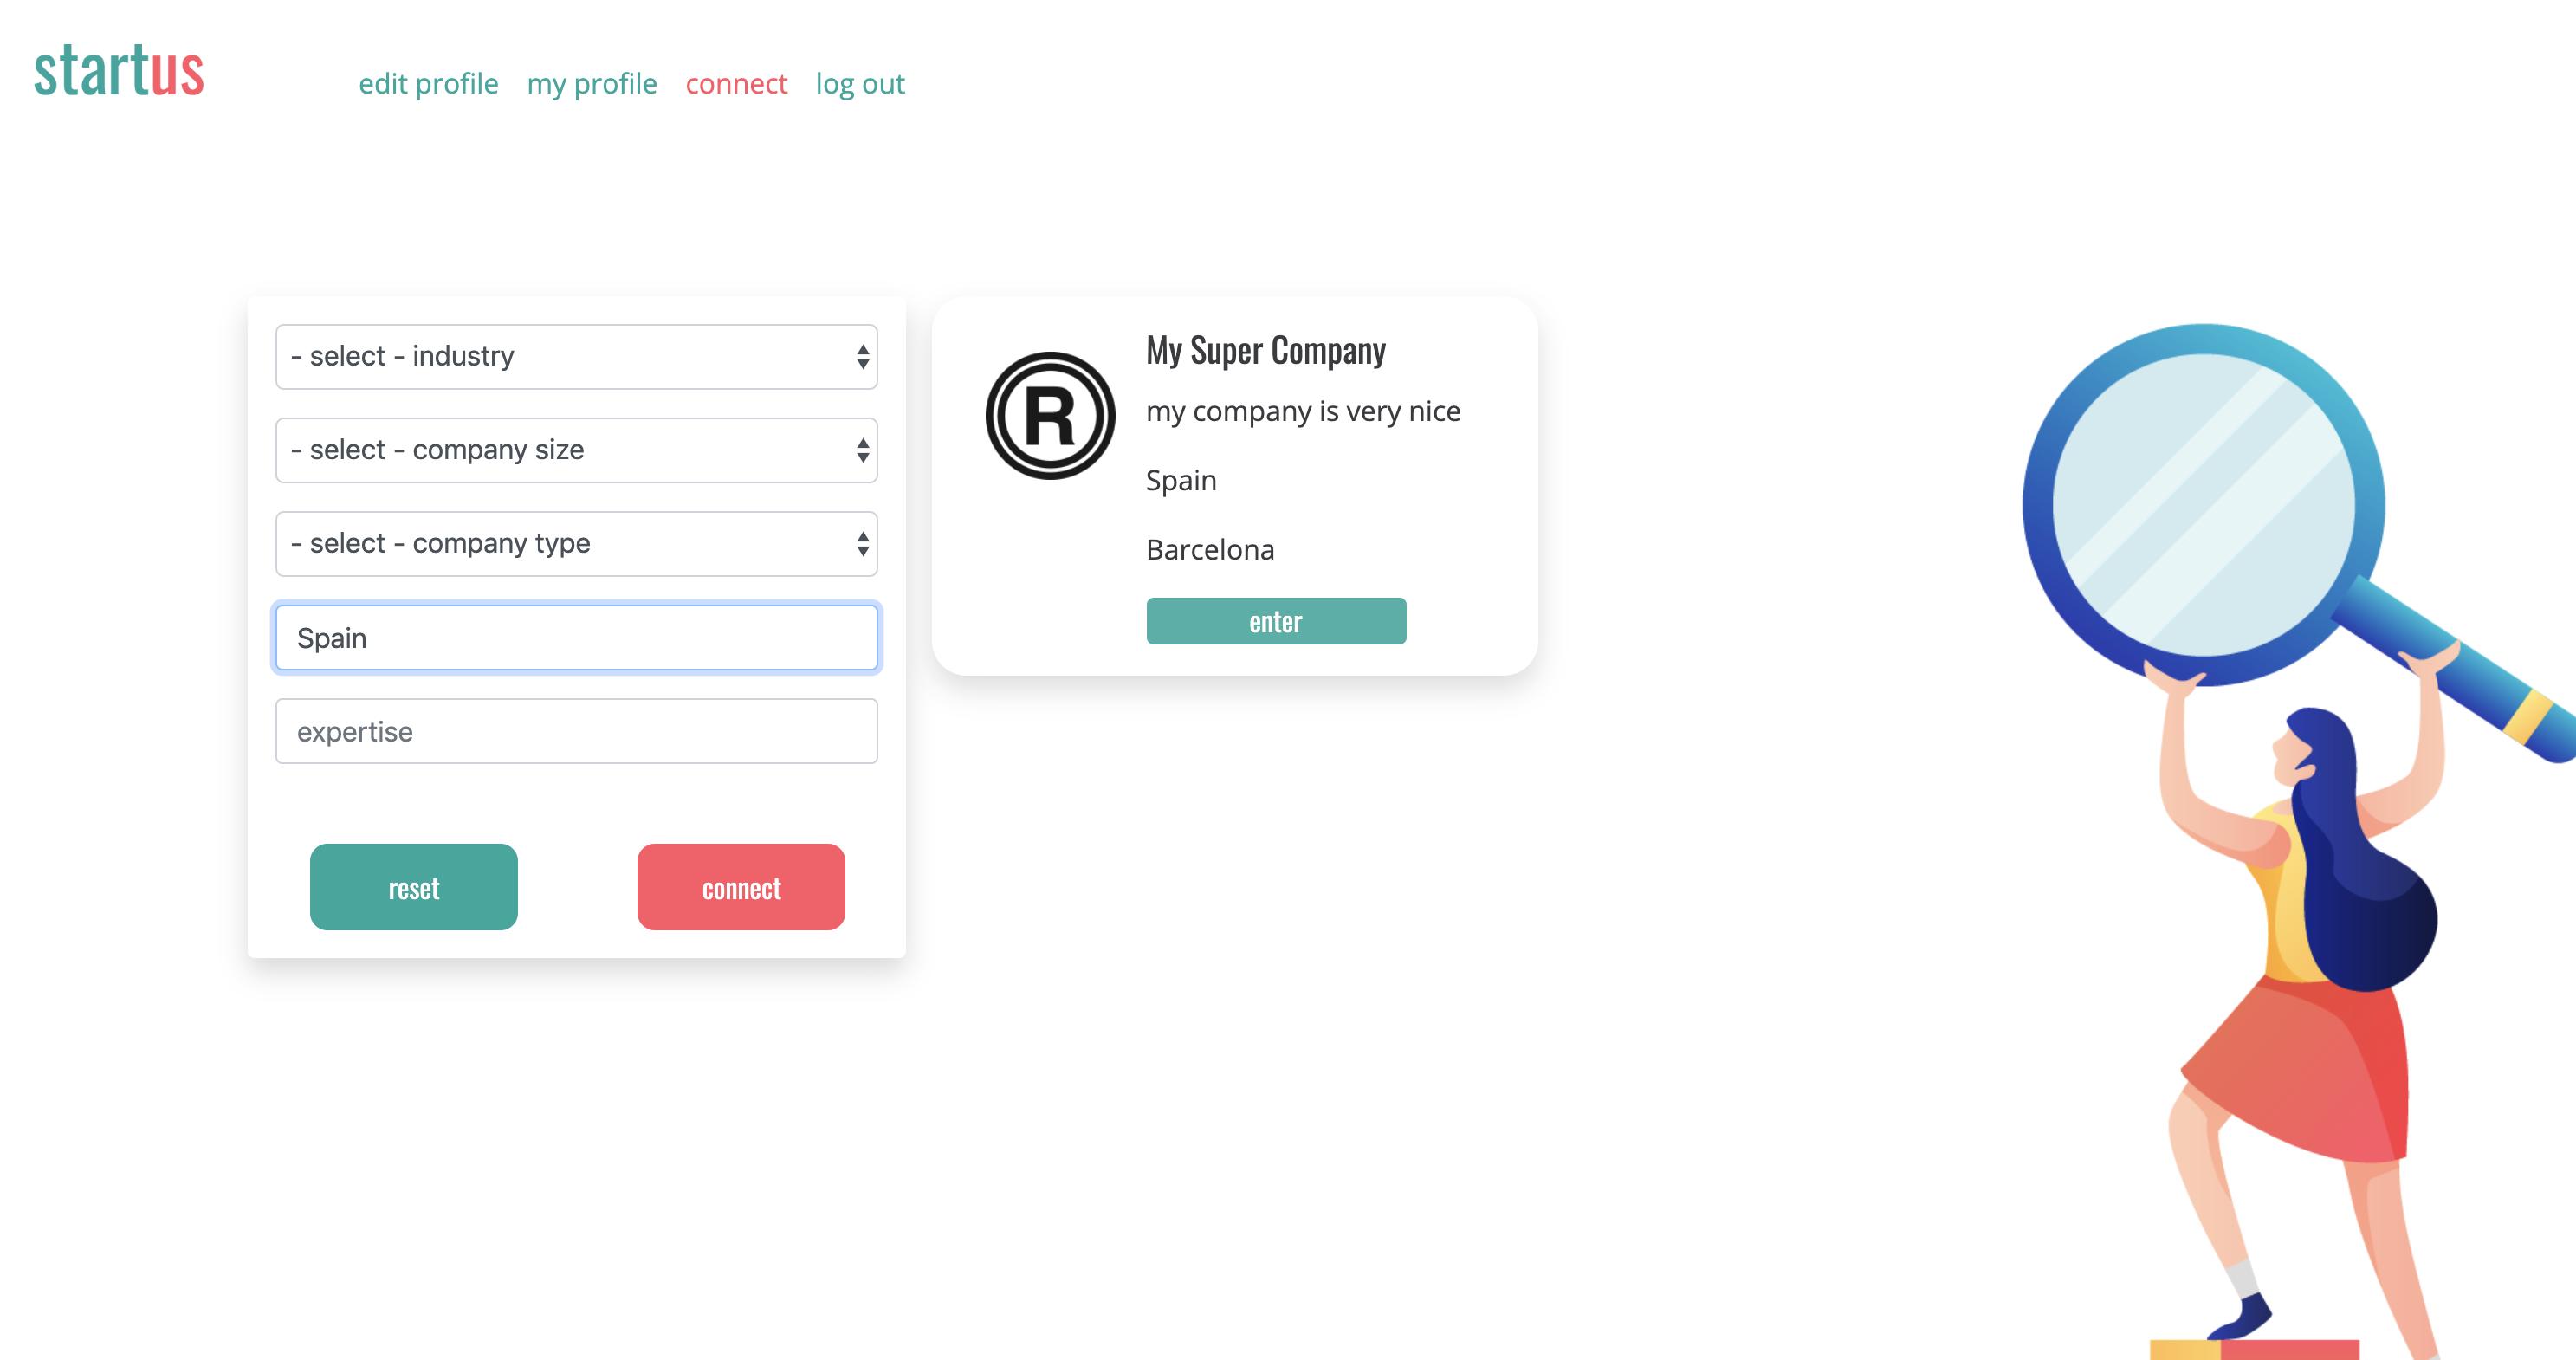 startus
edit profile my profile connect log out
- select - industry
- select - company size
- select - company type
Spain
expertise
reset connect
R
My Super Company
my company is very nice
Spain
Barcelona
enter